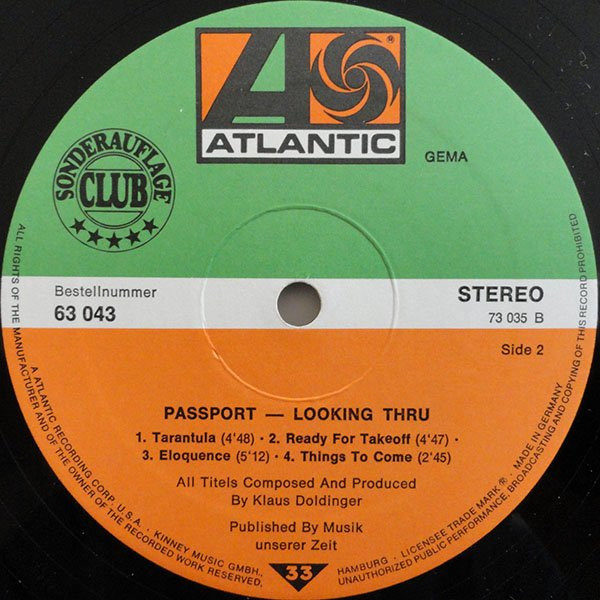 ATLANTIC
GEMA
SONDERAUFLAGE
CLUB
Bestellnummer
63 043
STEREO
73 035 B
Side 2
PASSPORT — LOOKING THRU
1. Tarantula (4'48) · 2. Ready For Takeoff (4'47) ·
3. Eloquence (5'12) · 4. Things To Come (2'45)
All Titels Composed And Produced
By Klaus Doldinger
Published By Musik
unserer Zeit
33
ALL RIGHTS OF THE MANUFACTURER AND OF THE OWNER OF THE RECORDED WORK RESERVED.
A. ATLANTIC RECORDING CORP. U.S.A. · KINNEY MUSIC GMBH.,
HAMBURG · LICENSEE TRADE MARK ® · MADE IN GERMANY
UNAUTHORIZED PUBLIC PERFORMANCE, BROADCASTING AND COPYING OF THIS RECORD PROHIBITED